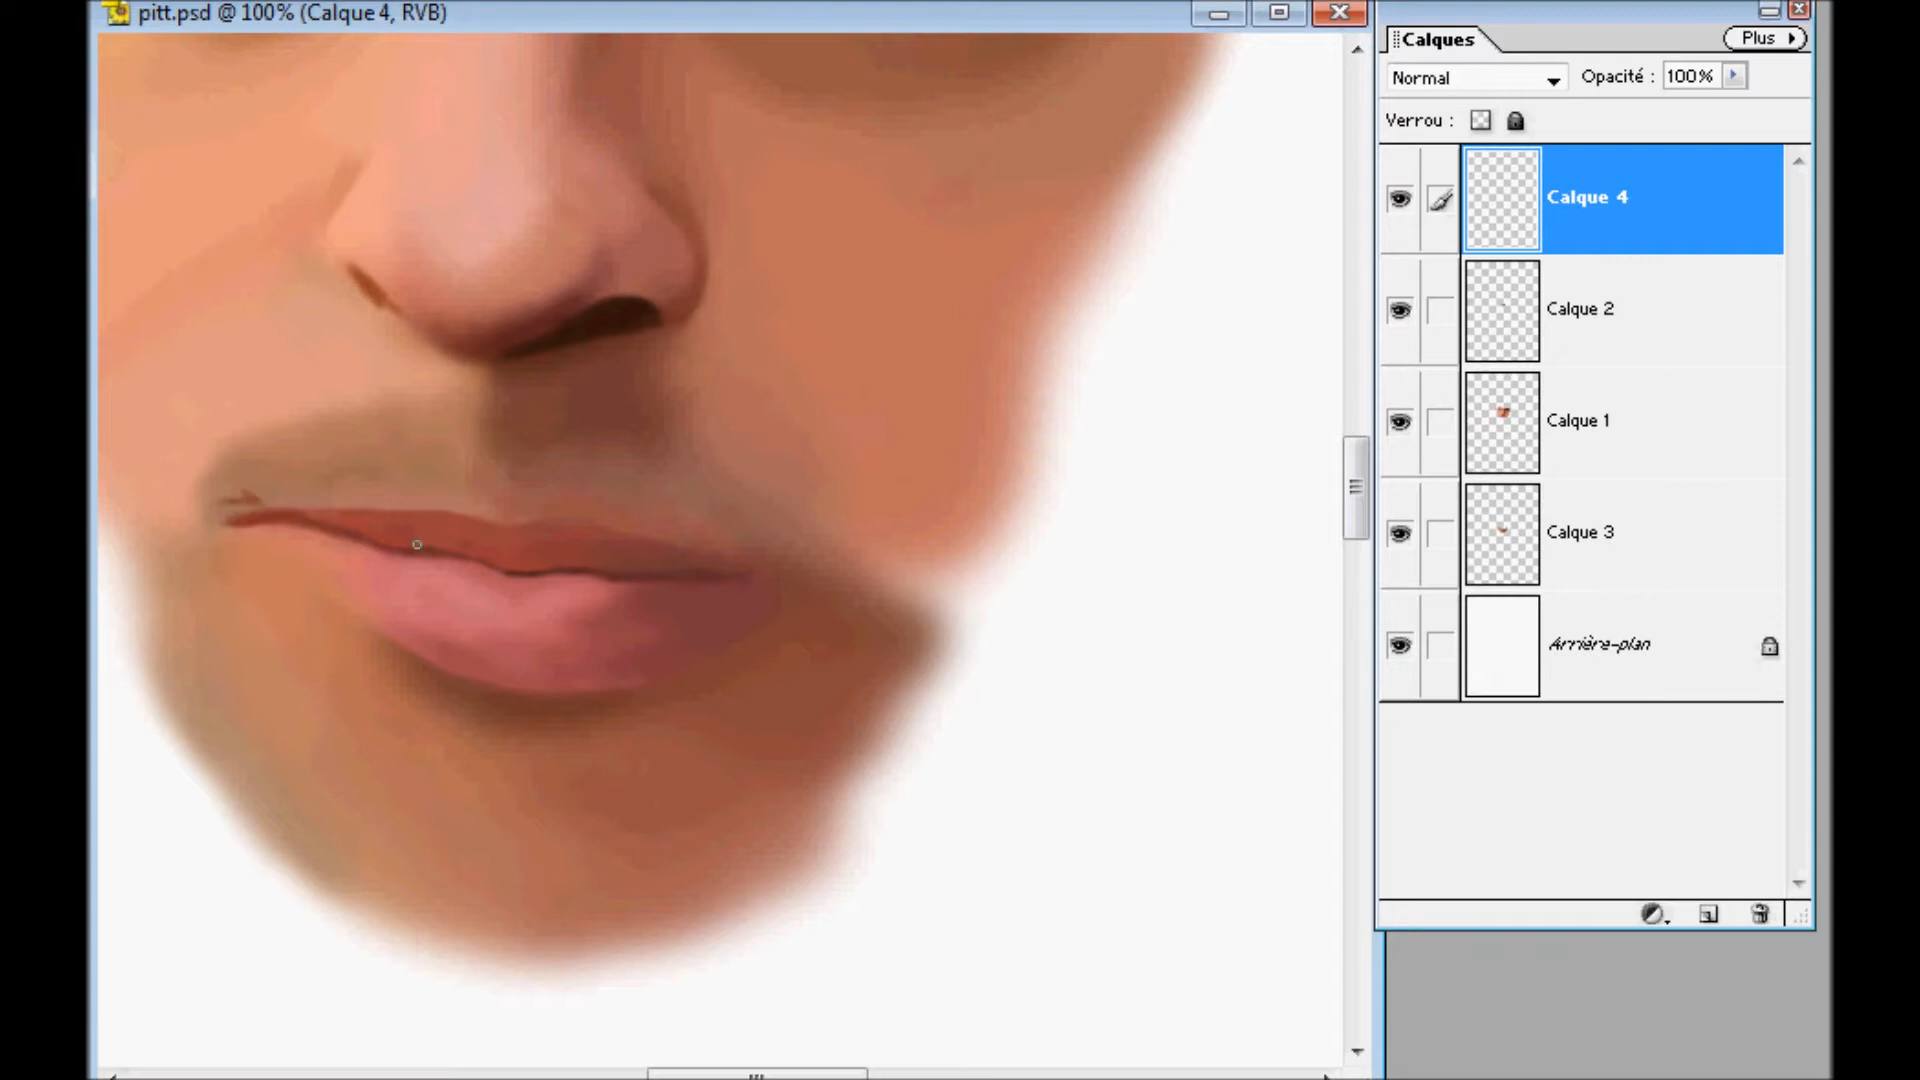 pitt.psd @ 100% (Calque 4, RVB)
Calques
Plus
Normal
Opacité : 100%
Verrou :
Calque 4
Calque 2
Calque 1
Calque 3
Arrière-plan